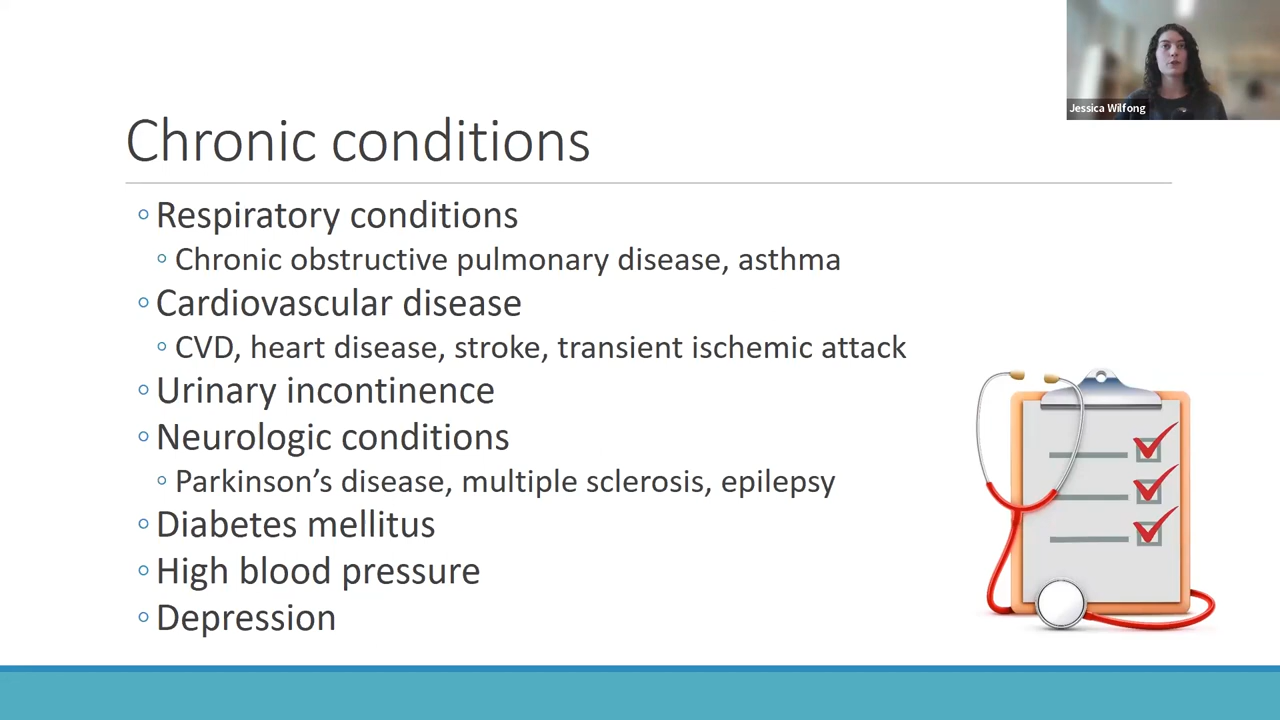 Jessica Wilfong
Chronic conditions
Respiratory conditions
Chronic obstructive pulmonary disease, asthma
Cardiovascular disease
CVD, heart disease, stroke, transient ischemic attack
Urinary incontinence
Neurologic conditions
Parkinson’s disease, multiple sclerosis, epilepsy
Diabetes mellitus
High blood pressure
Depression